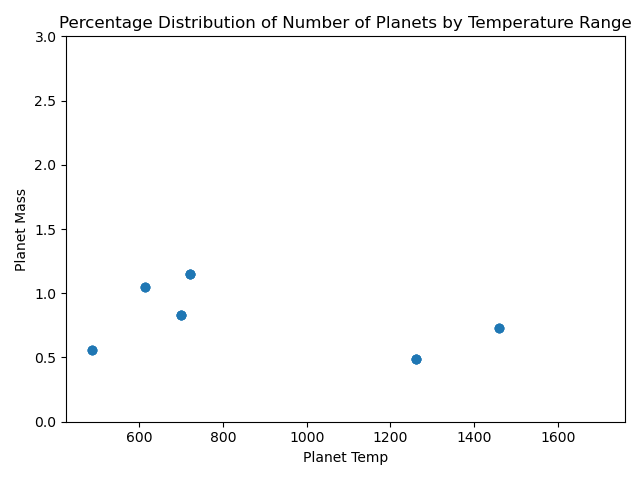 Percentage Distribution of Number of Planets by Temperature Range
3.0
2.5
2.0
1.5
1.0
0.5
0.0
Planet Mass
600 800 1000 1200 1400 1600
Planet Temp